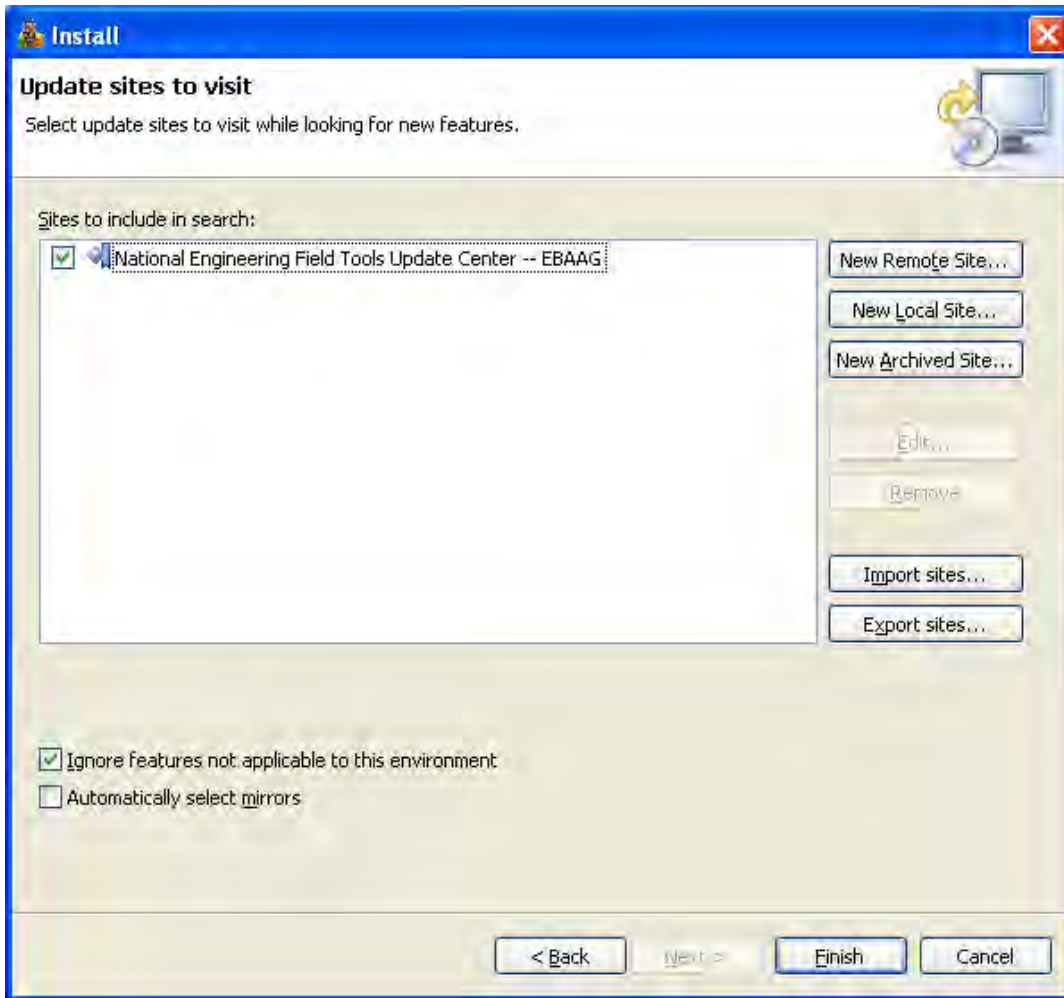 Install
Update sites to visit
Select update sites to visit while looking for new features.
Sites to include in search:
National Engineering Field Tools Update Center -- EBAAG
New Remote Site...
New Local Site...
New Archived Site...
Edit...
Remove
Import sites...
Export sites...
Ignore features not applicable to this environment
Automatically select mirrors
< Back
Next >
Finish
Cancel